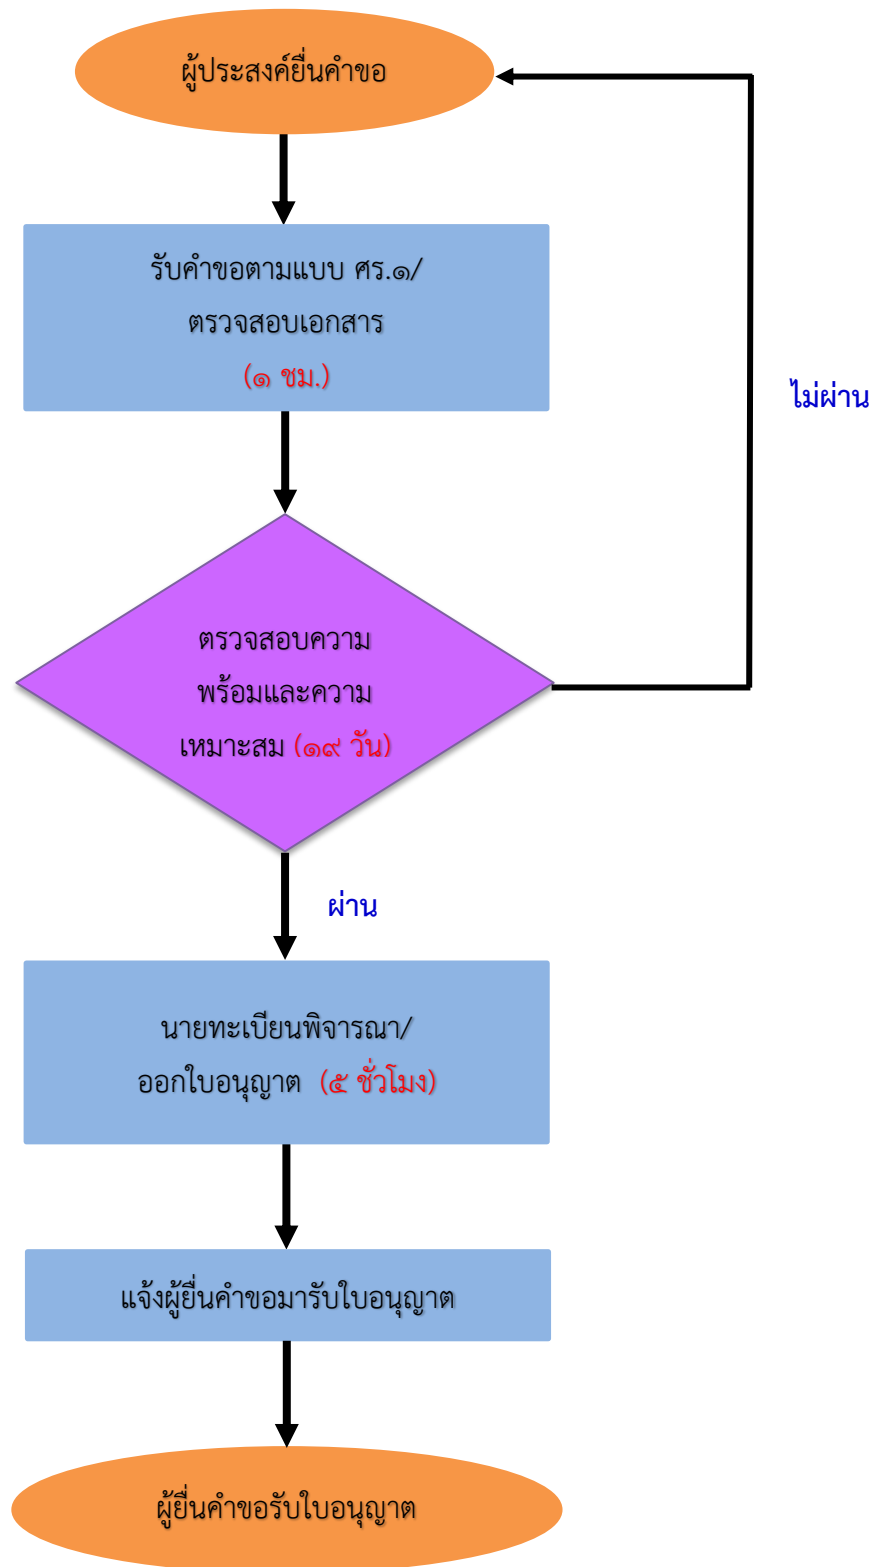 ผู้ประสงค์ยื่นคำขอ
รับคำขอตามแบบ ศร.๑/
ตรวจสอบเอกสาร
(๑ ชม.)
ไม่ผ่าน
ตรวจสอบความ
พร้อมและความ
เหมาะสม (๑๙ วัน)
ผ่าน
นายทะเบียนพิจารณา/
ออกใบอนุญาต (๕ ชั่วโมง)
แจ้งผู้ยื่นคำขอมารับใบอนุญาต
ผู้ยื่นคำขอรับใบอนุญาต